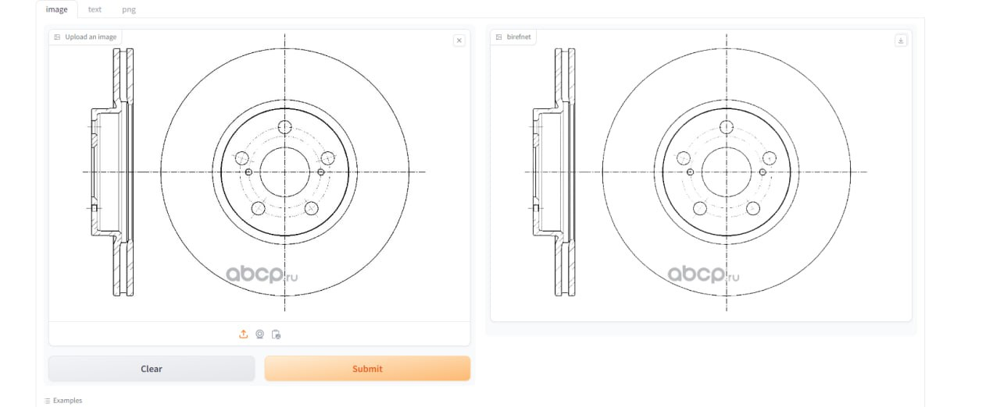 image text png
Upload an image
birefnet
abcp.ru
abcp.ru
Clear
Submit
Examples